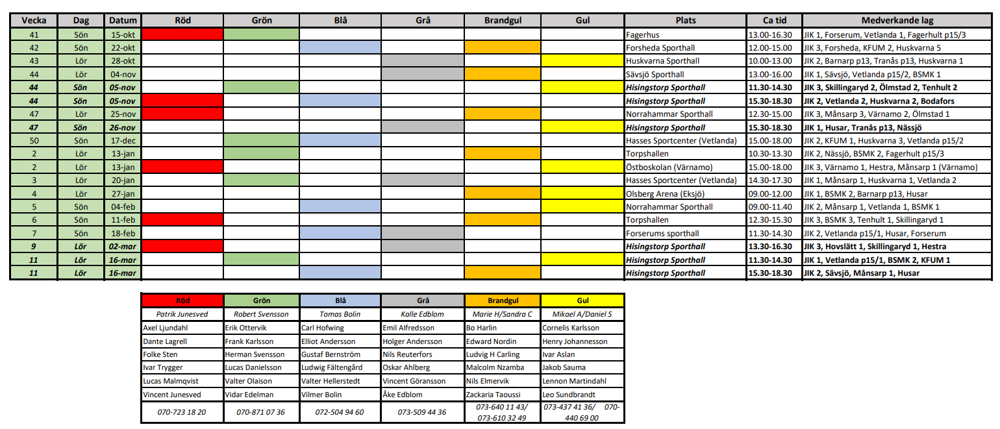 Vecka Dag Datum Röd Grön Blå Grå Brandgul Gul Plats Ca tid Medverkande lag
41 Sön 15-okt Fagerhus 13.00-16.30 JIK 1, Forserum, Vetlanda 1, Fagerhult p15/3
42 Sön 22-okt Forsheda Sporthall 12.00-15.00 JIK 3, Forsheda, KFUM 2, Huskvarna 5
43 Lör 28-okt Huskvarna Sporthall 10.00-13.00 JIK 2, Barnarp p13, Tranås p13, Huskvarna 1
44 Lör 04-nov Sävsjö Sporthall 13.00-16.00 JIK 1, Sävsjö, Vetlanda p15/2, BSMK 1
44 Sön 05-nov Hisingstorp Sporthall 11.30-14.30 JIK 3, Skillingaryd 2, Ölmstad 2, Tenhult 2
44 Sön 05-nov Hisingstorp Sporthall 15.30-18.30 JIK 2, Vetlanda 2, Huskvarna 2, Bodafors
47 Lör 25-nov Norrahammar Sporthall 12.30-15.00 JIK 3, Månsarp 3, Värnamo 2, Ölmstad 1
47 Sön 26-nov Hisingstorp Sporthall 15.30-18.30 JIK 1, Husar, Tranås p13, Nässjö
50 Sön 17-dec Hasses Sportcenter (Vetlanda) 15.00-18.00 JIK 2, KFUM 1, Huskvarna 3, Vetlanda p15/2
2 Lör 13-jan Torpshallen 10.30-13.30 JIK 2, Nässjö, BSMK 2, Fagerhult p15/3
2 Lör 13-jan Östboskolan (Värnamo) 15.00-18.00 JIK 3, Värnamo 1, Hestra, Månsarp 1 (Värnamo)
3 Lör 20-jan Hasses Sportcenter (Vetlanda) 14.30-17.30 JIK 1, Månsarp 1, Huskvarna 1, Vetlanda 2
4 Lör 27-jan Olsberg Arena (Eksjö) 09.00-12.00 JIK 1, BSMK 2, Barnarp p13, Husar
5 Sön 04-feb Norrahammar Sporthall 09.00-11.40 JIK 2, Månsarp 1, Vetlanda 1, BSMK 1
6 Sön 11-feb Torpshallen 12.30-15.30 JIK 3, BSMK 3, Tenhult 1, Skillingaryd 1
7 Sön 18-feb Forserums sporthall 11.30-14.30 JIK 2, Vetlanda p15/1, Husar, Forserum
9 Lör 02-mar Hisingstorp Sporthall 13.30-16.30 JIK 3, Hovslätt 1, Skillingaryd 1, Hestra
11 Lör 16-mar Hisingstorp Sporthall 11.30-14.30 JIK 1, Vetlanda p15/1, BSMK 2, KFUM 1
11 Lör 16-mar Hisingstorp Sporthall 15.30-18.30 JIK 2, Sävsjö, Månsarp 1, Husar
Röd Grön Blå Grå Brandgul Gul
Patrik Junesved Robert Svensson Tomas Bolin Kalle Edblom Marie H/Sandra C Mikael A/Daniel S
Axel Ljundahl Erik Ottervik Carl Hofwing Emil Alfredsson Bo Harlin Cornelis Karlsson
Dante Lagrell Frank Karlsson Elliot Andersson Holger Andersson Edward Nordin Henry Johannesson
Folke Sten Herman Svensson Gustaf Bernström Nils Reuterfors Ludvig H Carling Ivar Aslan
Ivar Trygger Lucas Danielsson Ludwig Fältengård Oskar Ahlberg Malcolm Nzamba Jakob Sauma
Lucas Malmqvist Valter Olaison Valter Hellerstedt Vincent Göransson Nils Elmervik Lennon Martindahl
Vincent Junesved Vidar Edelman Vilmer Bolin Åke Edblom Zackaria Taoussi Leo Sundbrandt
070-723 18 20 070-871 07 36 072-504 94 60 073-509 44 36 073-640 11 43/ 073-437 41 36/ 070-
073-610 32 49 440 69 00